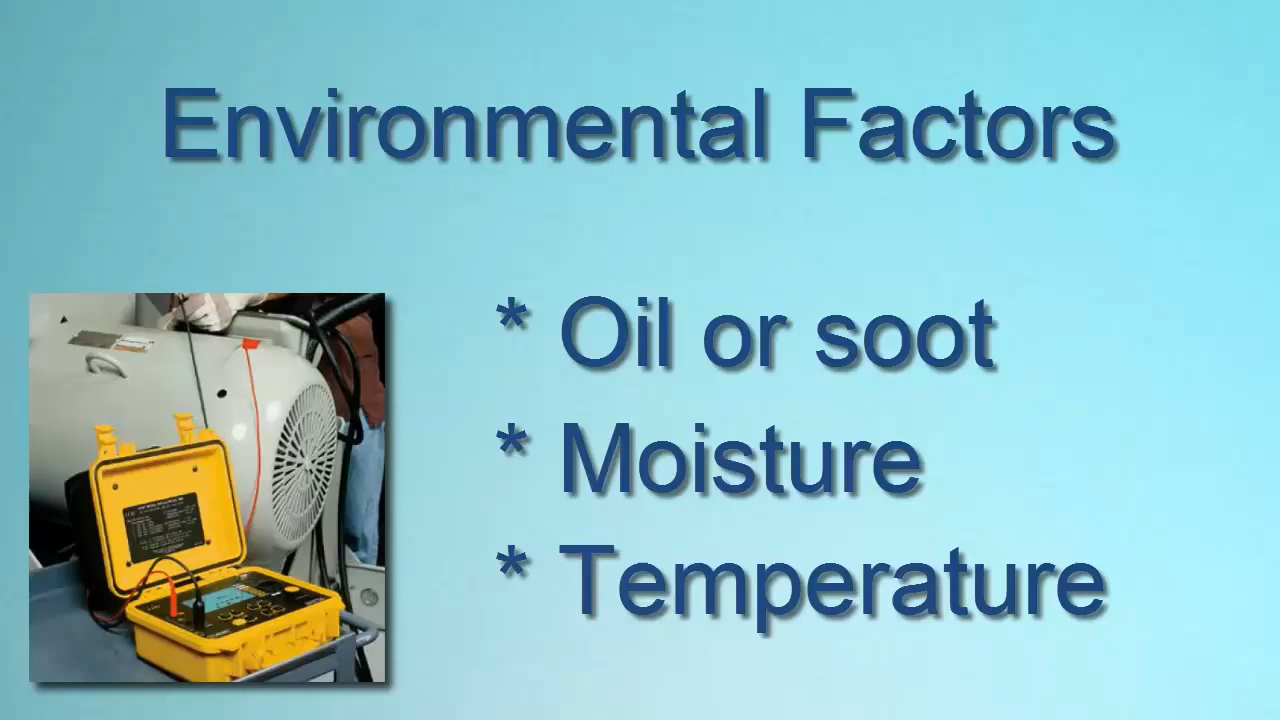 Environmental Factors
* Oil or soot
* Moisture
* Temperature